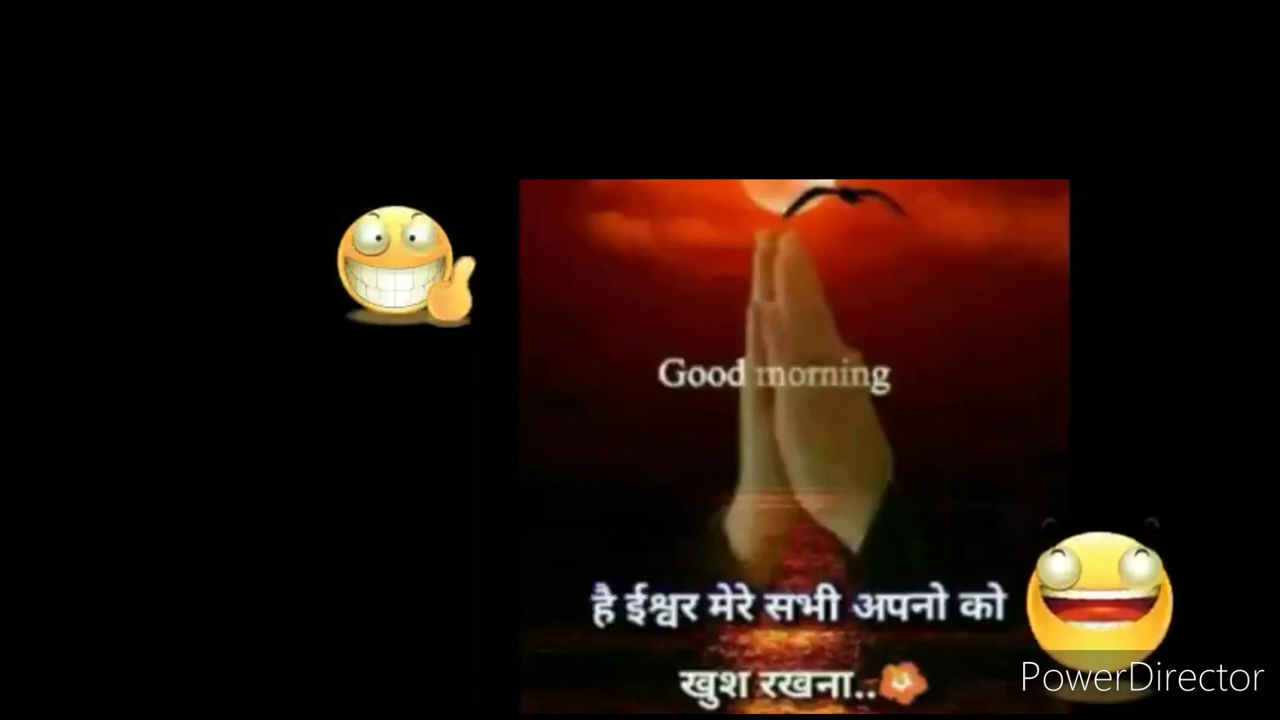 Good morning
है ईश्वर मेरे सभी अपनो को
खुश रखना..
PowerDirector